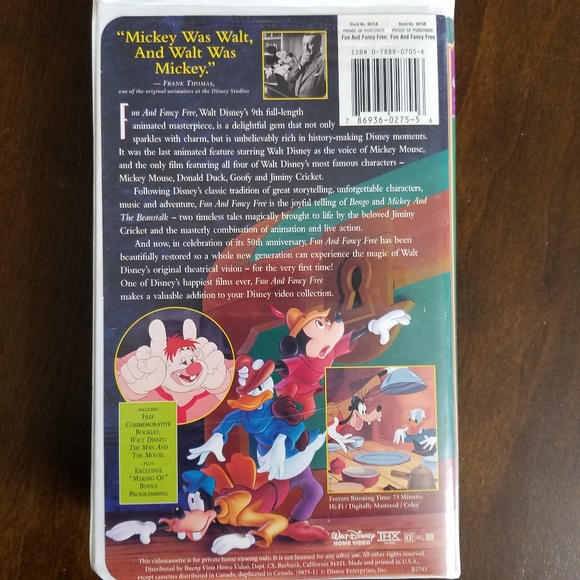 “Mickey Was Walt,
And Walt Was
Mickey.”
— Frank Thomas,
one of the original animators at the Disney Studios
Stock No. 9875A
PROOF OF PURCHASE
Fun And Fancy Free
Stock No. 9875B
PROOF OF PURCHASE
Fun And Fancy Free
ISBN 0-7888-0705-6
7 86936-0275-5 6
Fun And Fancy Free, Walt Disney's 9th full-length
animated masterpiece, is a delightful gem that not only
sparkles with charm, but is unbelievably rich in history-making Disney moments.
It was the last animated feature starring Walt Disney as the voice of Mickey Mouse,
and the only film featuring all four of Walt Disney's most famous characters –
Mickey Mouse, Donald Duck, Goofy and Jiminy Cricket.
Following Disney's classic tradition of great storytelling, unforgettable characters,
music and adventure, Fun And Fancy Free is the joyful telling of Bongo and Mickey And
The Beanstalk – two timeless tales magically brought to life by the beloved Jiminy
Cricket and the masterly combination of animation and live action.
And now, in celebration of its 50th anniversary, Fun And Fancy Free has been
beautifully restored so a whole new generation can experience the magic of Walt
Disney's original theatrical vision – for the very first time!
One of Disney's happiest films ever, Fun And Fancy Free
makes a valuable addition to your Disney video collection.
- INCLUDES -
Free
Commemorative
Booklet,
Walt Disney:
The Man And
The Mouse.
- PLUS -
Exclusive
"Making Of"
Bonus
Programming
Feature Running Time: 73 Minutes
Hi-Fi / Digitally Mastered / Color
Walt Disney
HOME VIDEO
THX
This videocassette is for private home viewing only. It is not licensed for any other use. All other rights reserved.
Distributed by Buena Vista Home Video, Dept. CS, Burbank, California 91521. Made and printed in U.S.A.,
except cassettes distributed in Canada, duplicated in Canada. (9875-1) © Disney Enterprises, Inc.
B2745